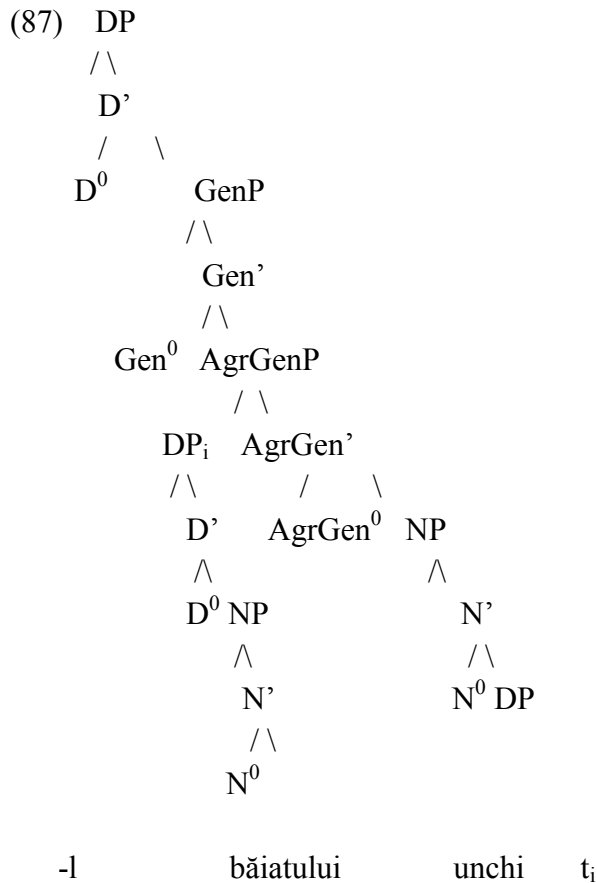 (87) DP
/ \
D’
/ \
D⁰ GenP
/ \
Gen’
/ \
Gen⁰ AgrGenP
/ \
DPᵢ AgrGen’
/ \ / \
D’ AgrGen⁰ NP
/\ /\
D⁰ NP N’
/\ / \
N’ N⁰ DP
/ \
N⁰
-l băiatului unchi tᵢ